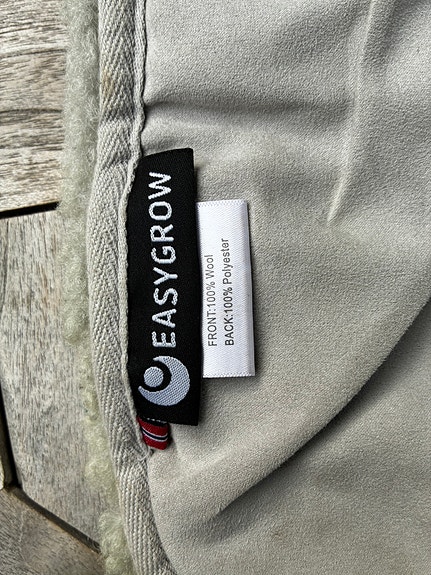 EASYGROW
FRONT:100% Wool
BACK:100% Polyester